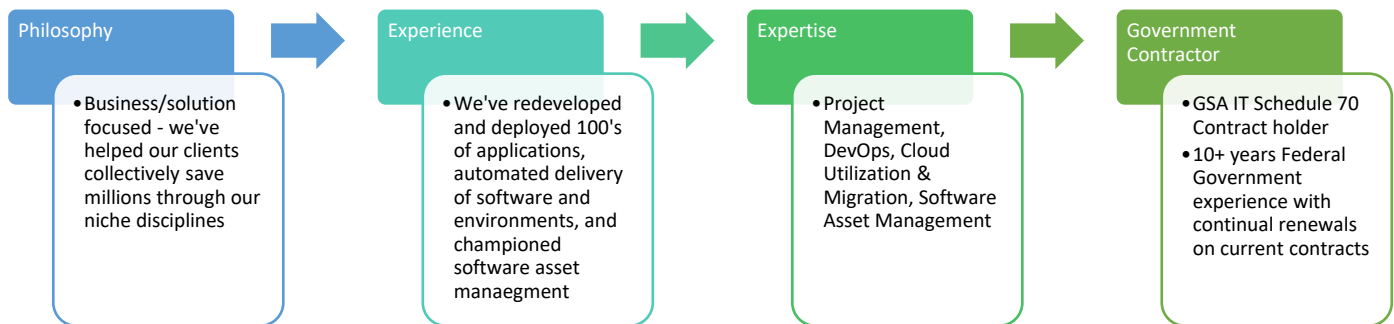 Philosophy
•Business/solution
focused - we've
helped our clients
collectively save
millions through our
niche disciplines
Experience
•We've redeveloped
and deployed 100's
of applications,
automated delivery
of software and
environments, and
championed
software asset
manaegment
Expertise
•Project
Management,
DevOps, Cloud
Utilization &
Migration, Software
Asset Management
Government
Contractor
•GSA IT Schedule 70
Contract holder
•10+ years Federal
Government
experience with
continual renewals
on current contracts